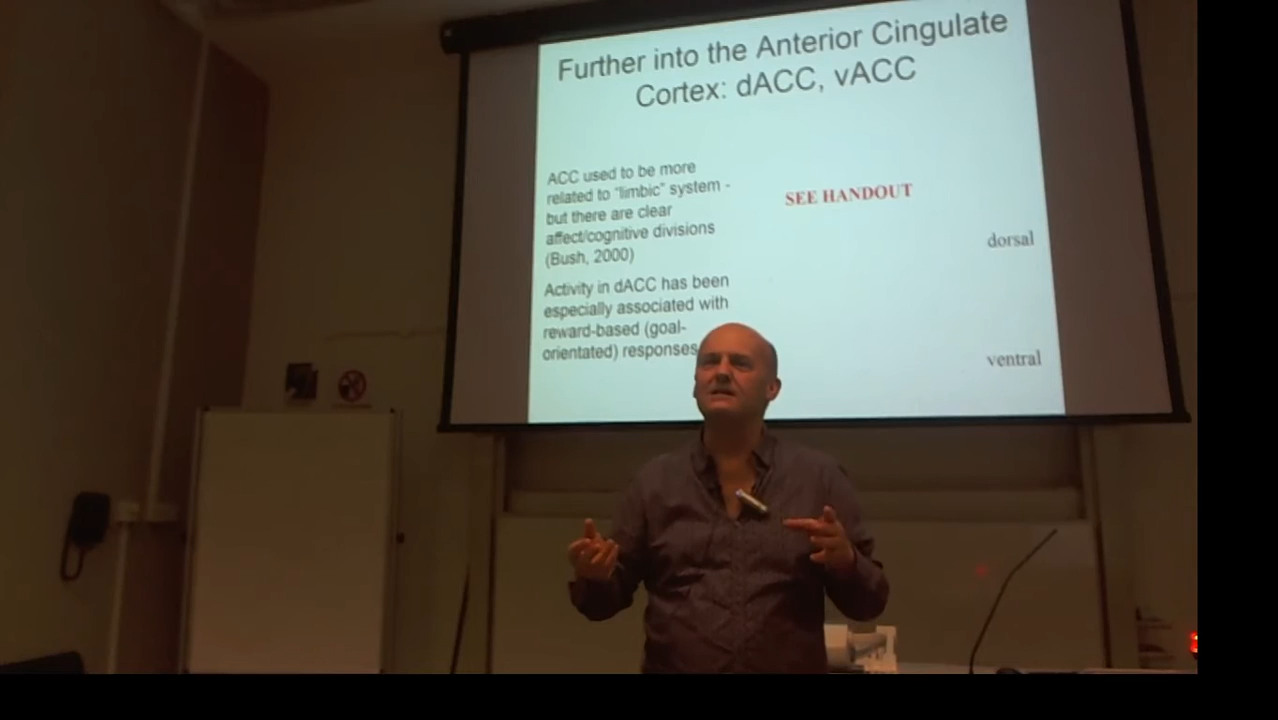 Further into the Anterior Cingulate
Cortex: dACC, vACC
ACC used to be more
related to "limbic" system -
but there are clear
affect/cognitive divisions
(Bush, 2000)
Activity in dACC has been
especially associated with
reward-based (goal-
orientated) responses
SEE HANDOUT
dorsal
ventral